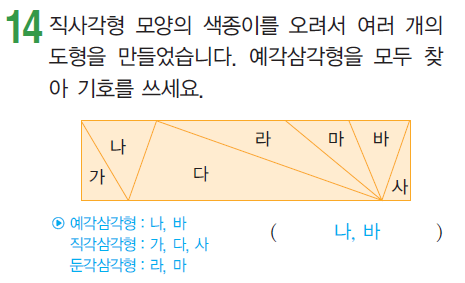 14 직사각형 모양의 색종이를 오려서 여러 개의
도형을 만들었습니다. 예각삼각형을 모두 찾
아 기호를 쓰세요.
가 나 다 라 마 바 사
예각삼각형 : 나, 바
직각삼각형 : 가, 다, 사
둔각삼각형 : 라, 마
( 나, 바 )